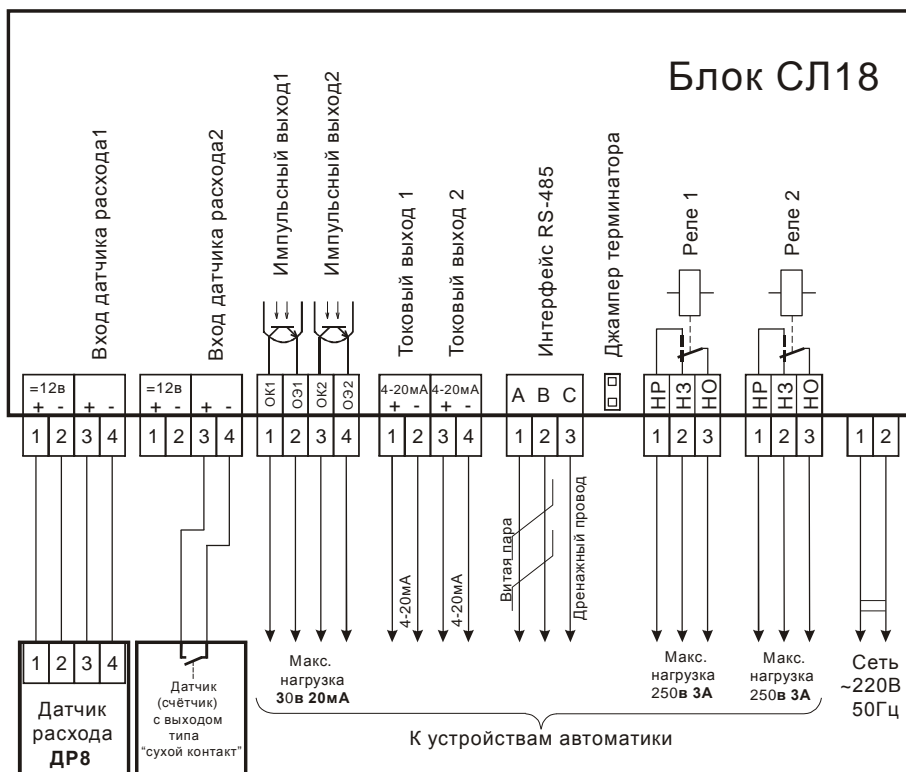 Блок СЛ18
Вход датчика расхода1
Вход датчика расхода2
Импульсный выход1
Импульсный выход2
Токовый выход 1
Токовый выход 2
Интерфейс RS-485
Джампер терминатора
Реле 1
Реле 2
=12в
+ - + -
=12в
+ - + -
ОК1 ОЭ1 ОК2 ОЭ2
4-20мА 4-20мА
+ - + -
А В С
НР НЗ НО
НР НЗ НО
1 2 3 4
1 2 3 4
1 2 3 4
1 2 3 4
1 2 3
1 2 3
1 2 3
1 2
4-20мА
4-20мА
Витая пара
Дренажный провод
1 2 3 4
Датчик
расхода
ДР8
Датчик
(счётчик)
с выходом
типа
“сухой контакт”
Макс.
нагрузка
30в 20мА
Макс.
нагрузка
250в 3А
Макс.
нагрузка
250в 3А
Сеть
~220В
50Гц
К устройствам автоматики